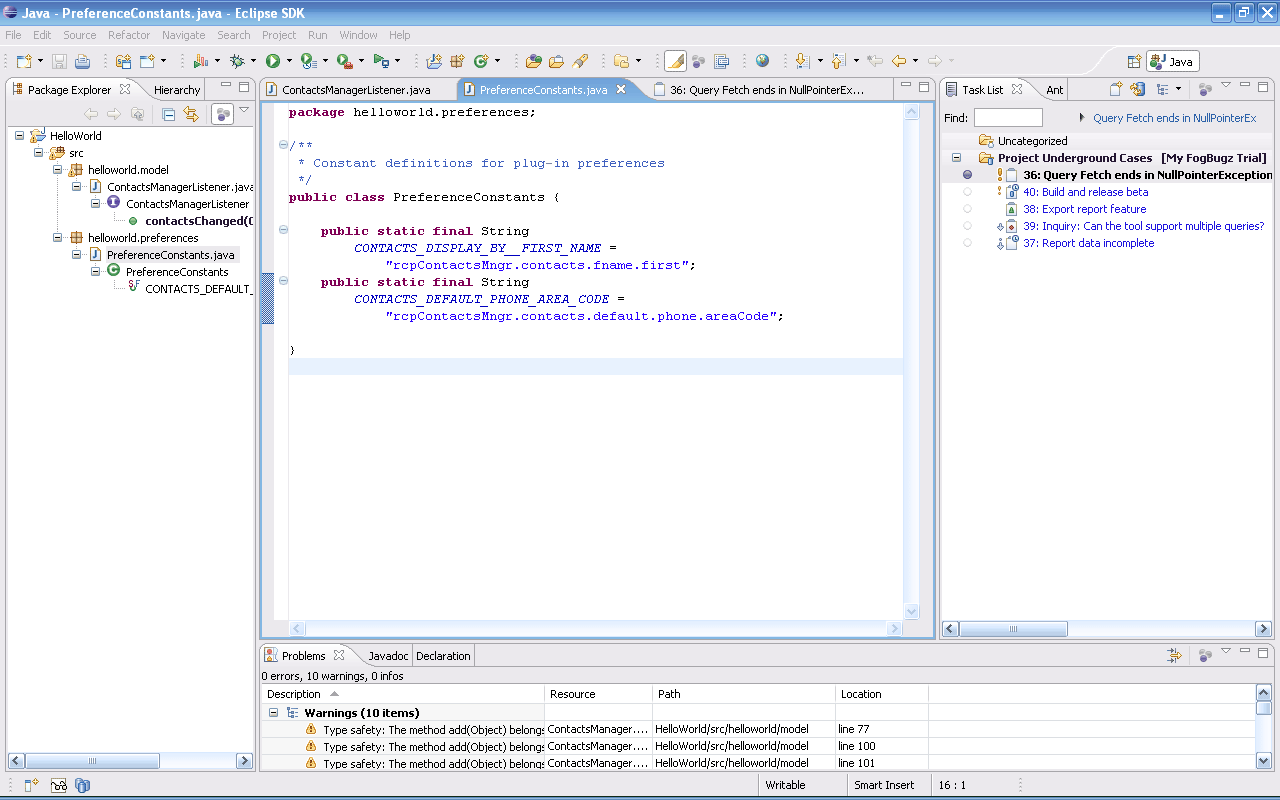 Java - PreferenceConstants.java - Eclipse SDK
File Edit Source Refactor Navigate Search Project Run Window Help
Java
Package Explorer Hierarchy
HelloWorld
src
helloworld.model
ContactsManagerListener.java
ContactsManagerListener
contactsChanged(C
helloworld.preferences
PreferenceConstants.java
PreferenceConstants
CONTACTS_DEFAULT_
ContactsManagerListener.java PreferenceConstants.java 36: Query Fetch ends in NullPointerEx...
package helloworld.preferences;
/**
* Constant definitions for plug-in preferences
*/
public class PreferenceConstants {
public static final String
CONTACTS_DISPLAY_BY__FIRST_NAME =
"rcpContactsMngr.contacts.fname.first";
public static final String
CONTACTS_DEFAULT_PHONE_AREA_CODE =
"rcpContactsMngr.contacts.default.phone.areaCode";
}
Task List Ant
Find: Query Fetch ends in NullPointerEx
Uncategorized
Project Underground Cases [My FogBugz Trial]
36: Query Fetch ends in NullPointerException
40: Build and release beta
38: Export report feature
39: Inquiry: Can the tool support multiple queries?
37: Report data incomplete
Problems Javadoc Declaration
0 errors, 10 warnings, 0 infos
Description Resource Path Location
Warnings (10 items)
Type safety: The method add(Object) belongs ContactsManager.... HelloWorld/src/helloworld/model line 77
Type safety: The method add(Object) belongs ContactsManager.... HelloWorld/src/helloworld/model line 100
Type safety: The method add(Object) belongs ContactsManager.... HelloWorld/src/helloworld/model line 101
Writable Smart Insert 16 : 1